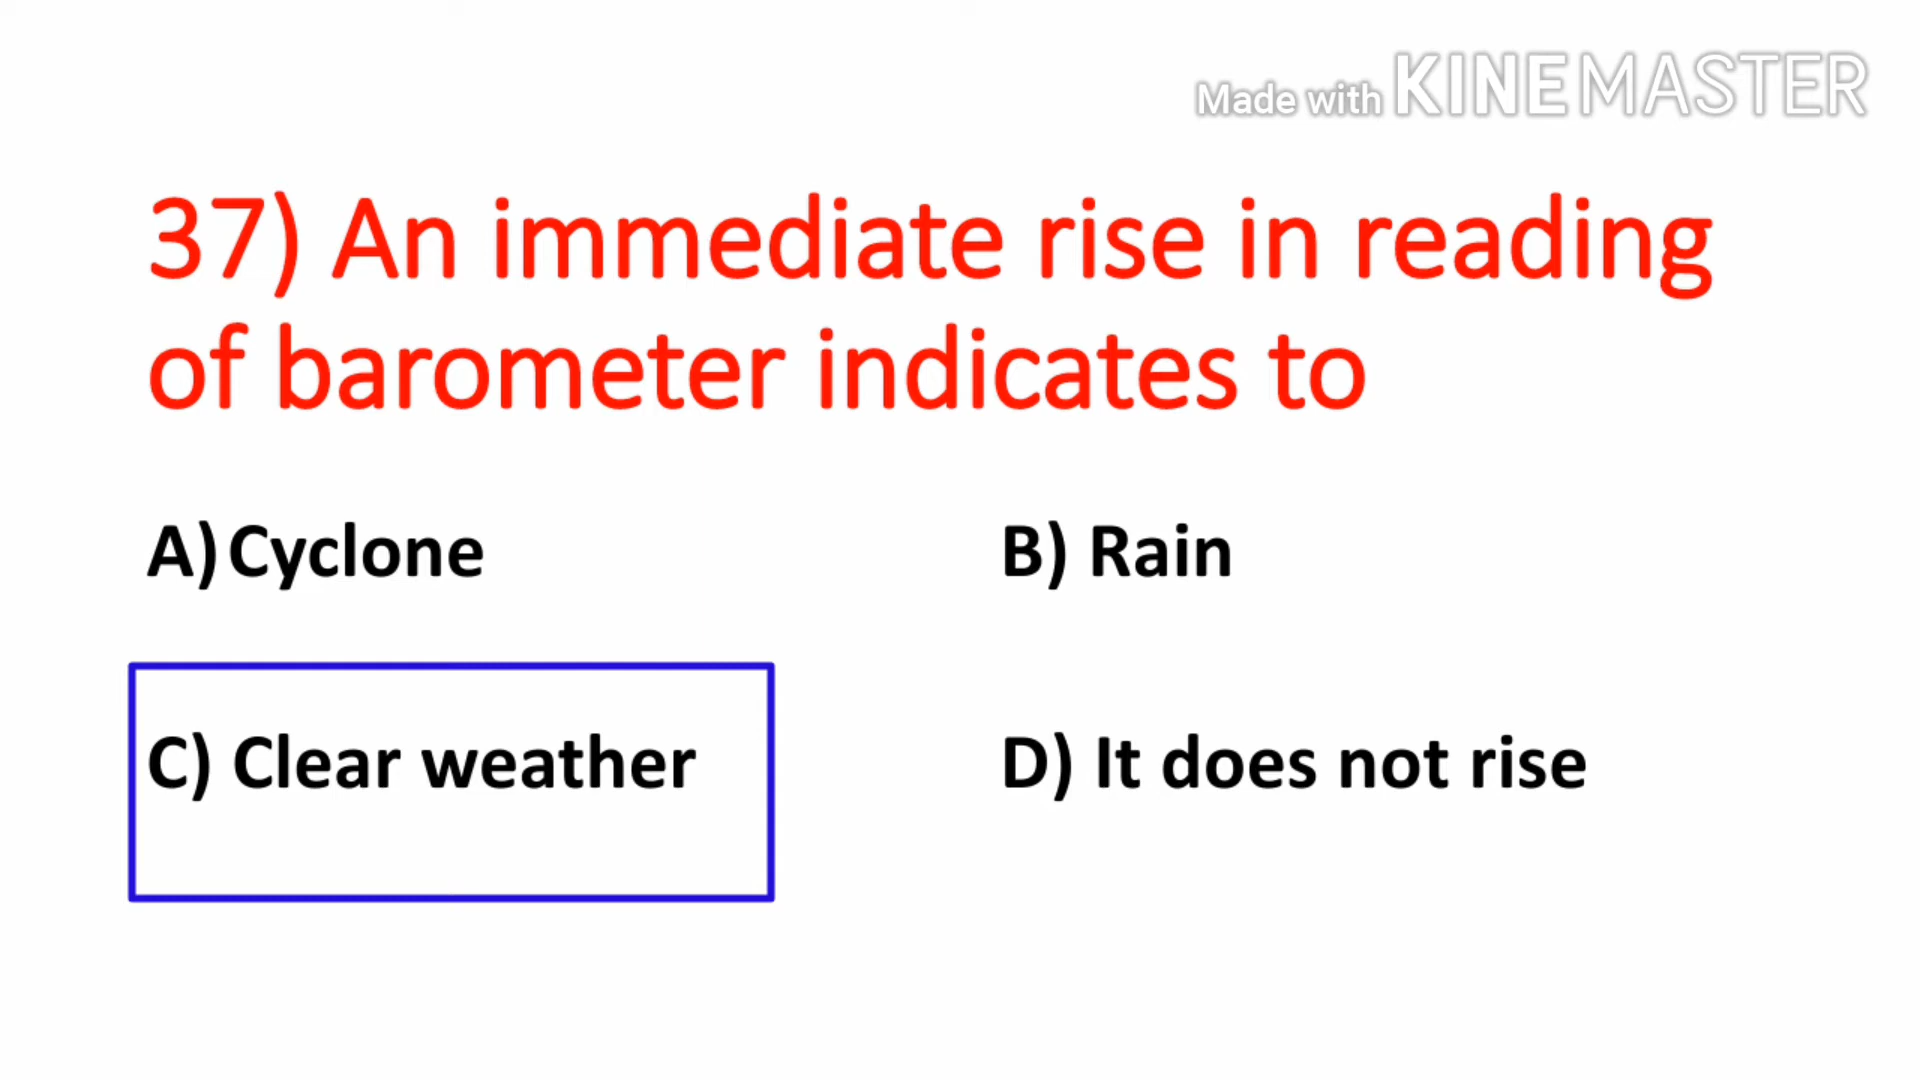 Made with KINEMASTER
37) An immediate rise in reading
of barometer indicates to
A) Cyclone
B) Rain
C) Clear weather
D) It does not rise